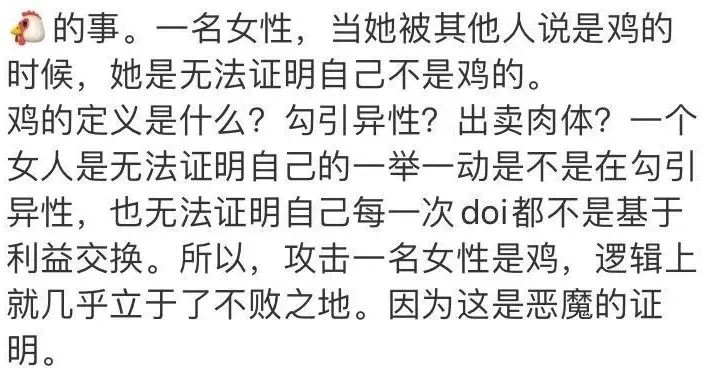 🐔的事。一名女性，当她被其他人说是鸡的
时候，她是无法证明自己不是鸡的。
鸡的定义是什么？勾引异性？出卖肉体？一个
女人是无法证明自己的一举一动是不是在勾引
异性，也无法证明自己每一次doi都不是基于
利益交换。所以，攻击一名女性是鸡，逻辑上
就几乎立于了不败之地。因为这是恶魔的证
明。